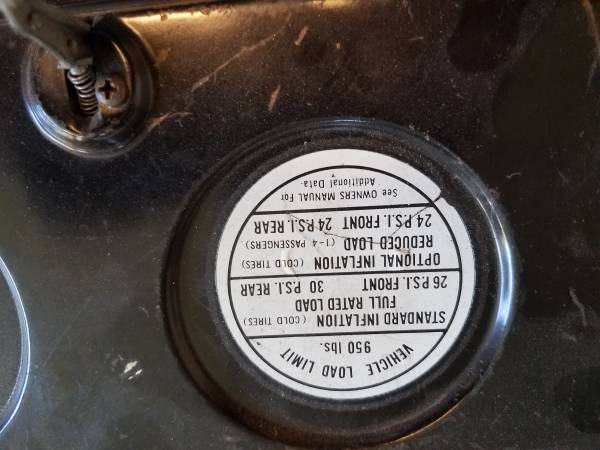 VEHICLE LOAD LIMIT
950 lbs.
STANDARD INFLATION (COLD TIRES)
FULL RATED LOAD
26 P.S.I. FRONT 30 P.S.I. REAR
OPTIONAL INFLATION (COLD TIRES)
REDUCED LOAD (1-4 PASSENGERS)
24 P.S.I. FRONT 24 P.S.I. REAR
See OWNERS MANUAL For
Additional Data.